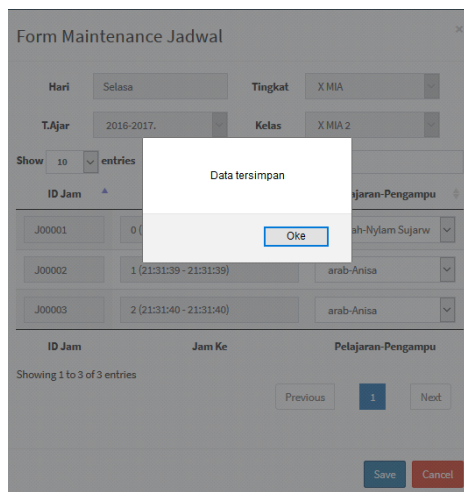 Form Maintenance Jadwal
×
Hari Selasa Tingkat X MIA
T.Ajar 2016-2017. Kelas X MIA 2
Show 10 entries
Data tersimpan
Oke
ID Jam ajaran-Pengampu
J00001 0 ( ah-Nylam Sujarw
J00002 1 (21:31:39 - 21:31:39) arab-Anisa
J00003 2 (21:31:40 - 21:31:40) arab-Anisa
ID Jam Jam Ke Pelajaran-Pengampu
Showing 1 to 3 of 3 entries
Previous 1 Next
Save Cancel